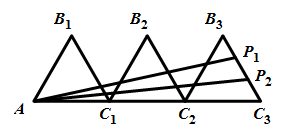 B₁ B₂ B₃
P₁
P₂
A C₁ C₂ C₃